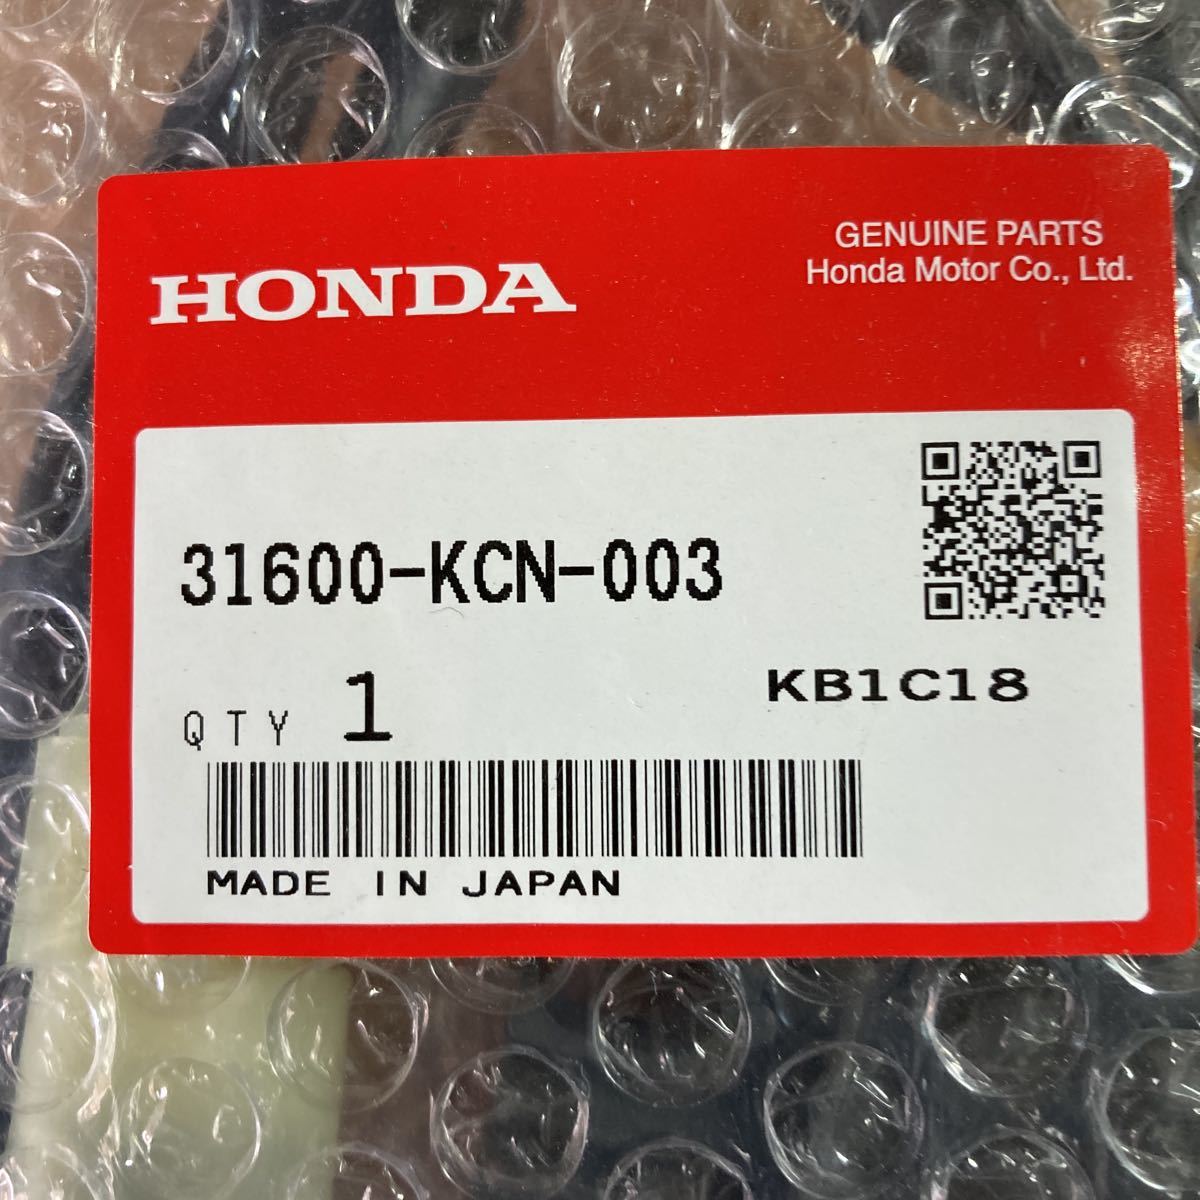 HONDA
GENUINE PARTS
Honda Motor Co., Ltd.
31600-KCN-003
QTY 1
KB1C18
MADE IN JAPAN